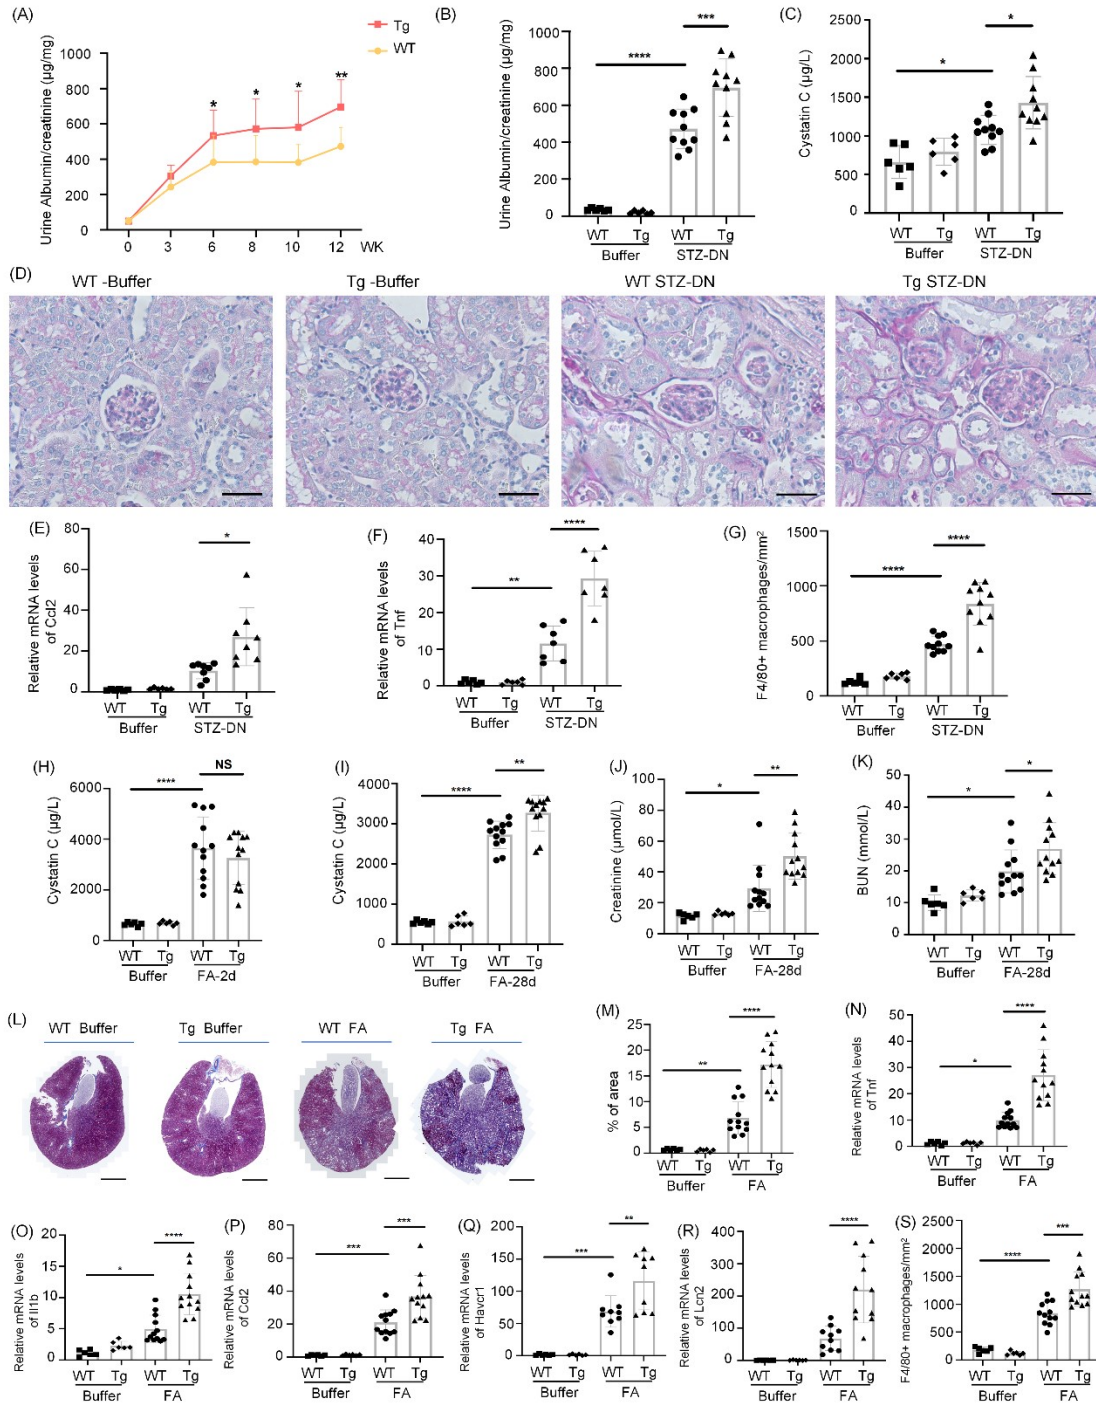 (A)
Tg
WT
Urine Albumin/creatinine (µg/mg)
1000
800
600
400
200
0
* * * **
0 3 6 8 10 12 WK
(B)
Urine Albumin/creatinine (µg/mg)
1000
800
600
400
200
0
**** ***
WT Tg WT Tg
Buffer STZ-DN
(C)
Cystatin C (µg/L)
2500
2000
1500
1000
500
0
* *
WT Tg WT Tg
Buffer STZ-DN
(D) WT -Buffer Tg -Buffer WT STZ-DN Tg STZ-DN
(E)
Relative mRNA levels
of Ccl2
80
60
40
20
0
*
WT Tg WT Tg
Buffer STZ-DN
(F)
Relative mRNA levels
of Tnf
40
30
20
10
0
** ****
WT Tg WT Tg
Buffer STZ-DN
(G)
F4/80+ macrophages/mm²
1500
1000
500
0
**** ****
WT Tg WT Tg
Buffer STZ-DN
(H)
Cystatin C (µg/L)
6000
4000
2000
0
**** NS
WT Tg WT Tg
Buffer FA-2d
(I)
Cystatin C (µg/L)
4000
3000
2000
1000
0
**** **
WT Tg WT Tg
Buffer FA-28d
(J)
Creatinine (µmol/L)
100
80
60
40
20
0
* **
WT Tg WT Tg
Buffer FA-28d
(K)
BUN (mmol/L)
50
40
30
20
10
0
* *
WT Tg WT Tg
Buffer FA-28d
(L) WT Buffer Tg Buffer WT FA Tg FA
(M)
% of area
25
20
15
10
5
0
** ****
WT Tg WT Tg
Buffer FA
(N)
Relative mRNA levels
of Tnf
50
40
30
20
10
0
* ****
WT Tg WT Tg
Buffer FA
(O)
Relative mRNA levels
of Il1b
20
15
10
5
0
* ****
WT Tg WT Tg
Buffer FA
(P)
Relative mRNA levels
of Ccl2
80
60
40
20
0
*** ***
WT Tg WT Tg
Buffer FA
(Q)
Relative mRNA levels
of Havcr1
200
150
100
50
0
*** **
WT Tg WT Tg
Buffer FA
(R)
Relative mRNA levels
of Lcn2
400
300
200
100
0
****
WT Tg WT Tg
Buffer FA
(S)
F4/80+ macrophages/mm²
2500
2000
1500
1000
500
0
**** ***
WT Tg WT Tg
Buffer FA